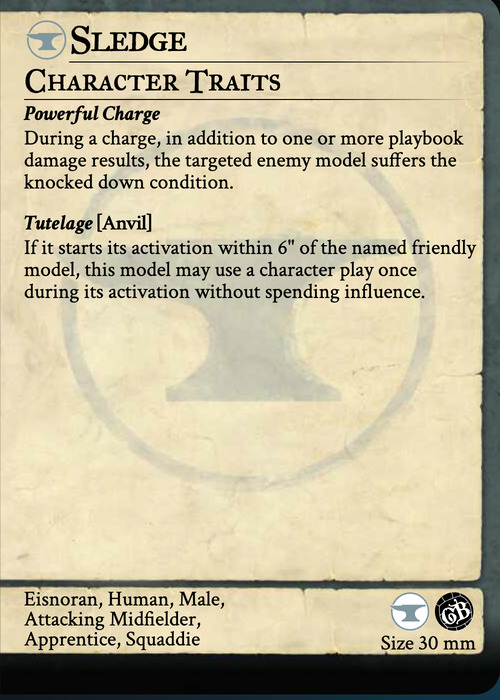 Sledge
Character Traits
Powerful Charge
During a charge, in addition to one or more playbook
damage results, the targeted enemy model suffers the
knocked down condition.
Tutelage [Anvil]
If it starts its activation within 6" of the named friendly
model, this model may use a character play once
during its activation without spending influence.
Eisnoran, Human, Male,
Attacking Midfielder,
Apprentice, Squaddie
GB
Size 30 mm